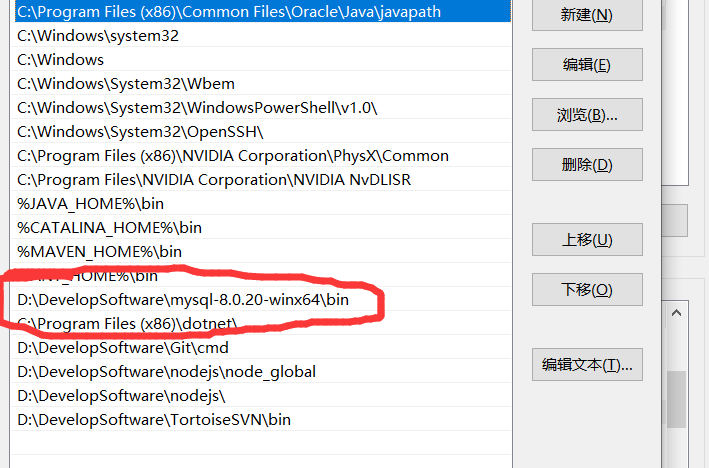 C:\Program Files (x86)\Common Files\Oracle\Java\javapath
C:\Windows\system32
C:\Windows
C:\Windows\System32\Wbem
C:\Windows\System32\WindowsPowerShell\v1.0\
C:\Windows\System32\OpenSSH\
C:\Program Files (x86)\NVIDIA Corporation\PhysX\Common
C:\Program Files\NVIDIA Corporation\NVIDIA NvDLISR
%JAVA_HOME%\bin
%CATALINA_HOME%\bin
%MAVEN_HOME%\bin
_HOME%\bin
D:\DevelopSoftware\mysql-8.0.20-winx64\bin
C:\Program Files (x86)\dotnet\
D:\DevelopSoftware\Git\cmd
D:\DevelopSoftware\nodejs\node_global
D:\DevelopSoftware\nodejs\
D:\DevelopSoftware\TortoiseSVN\bin
新建(N)
编辑(E)
浏览(B)...
删除(D)
上移(U)
下移(O)
编辑文本(T)...